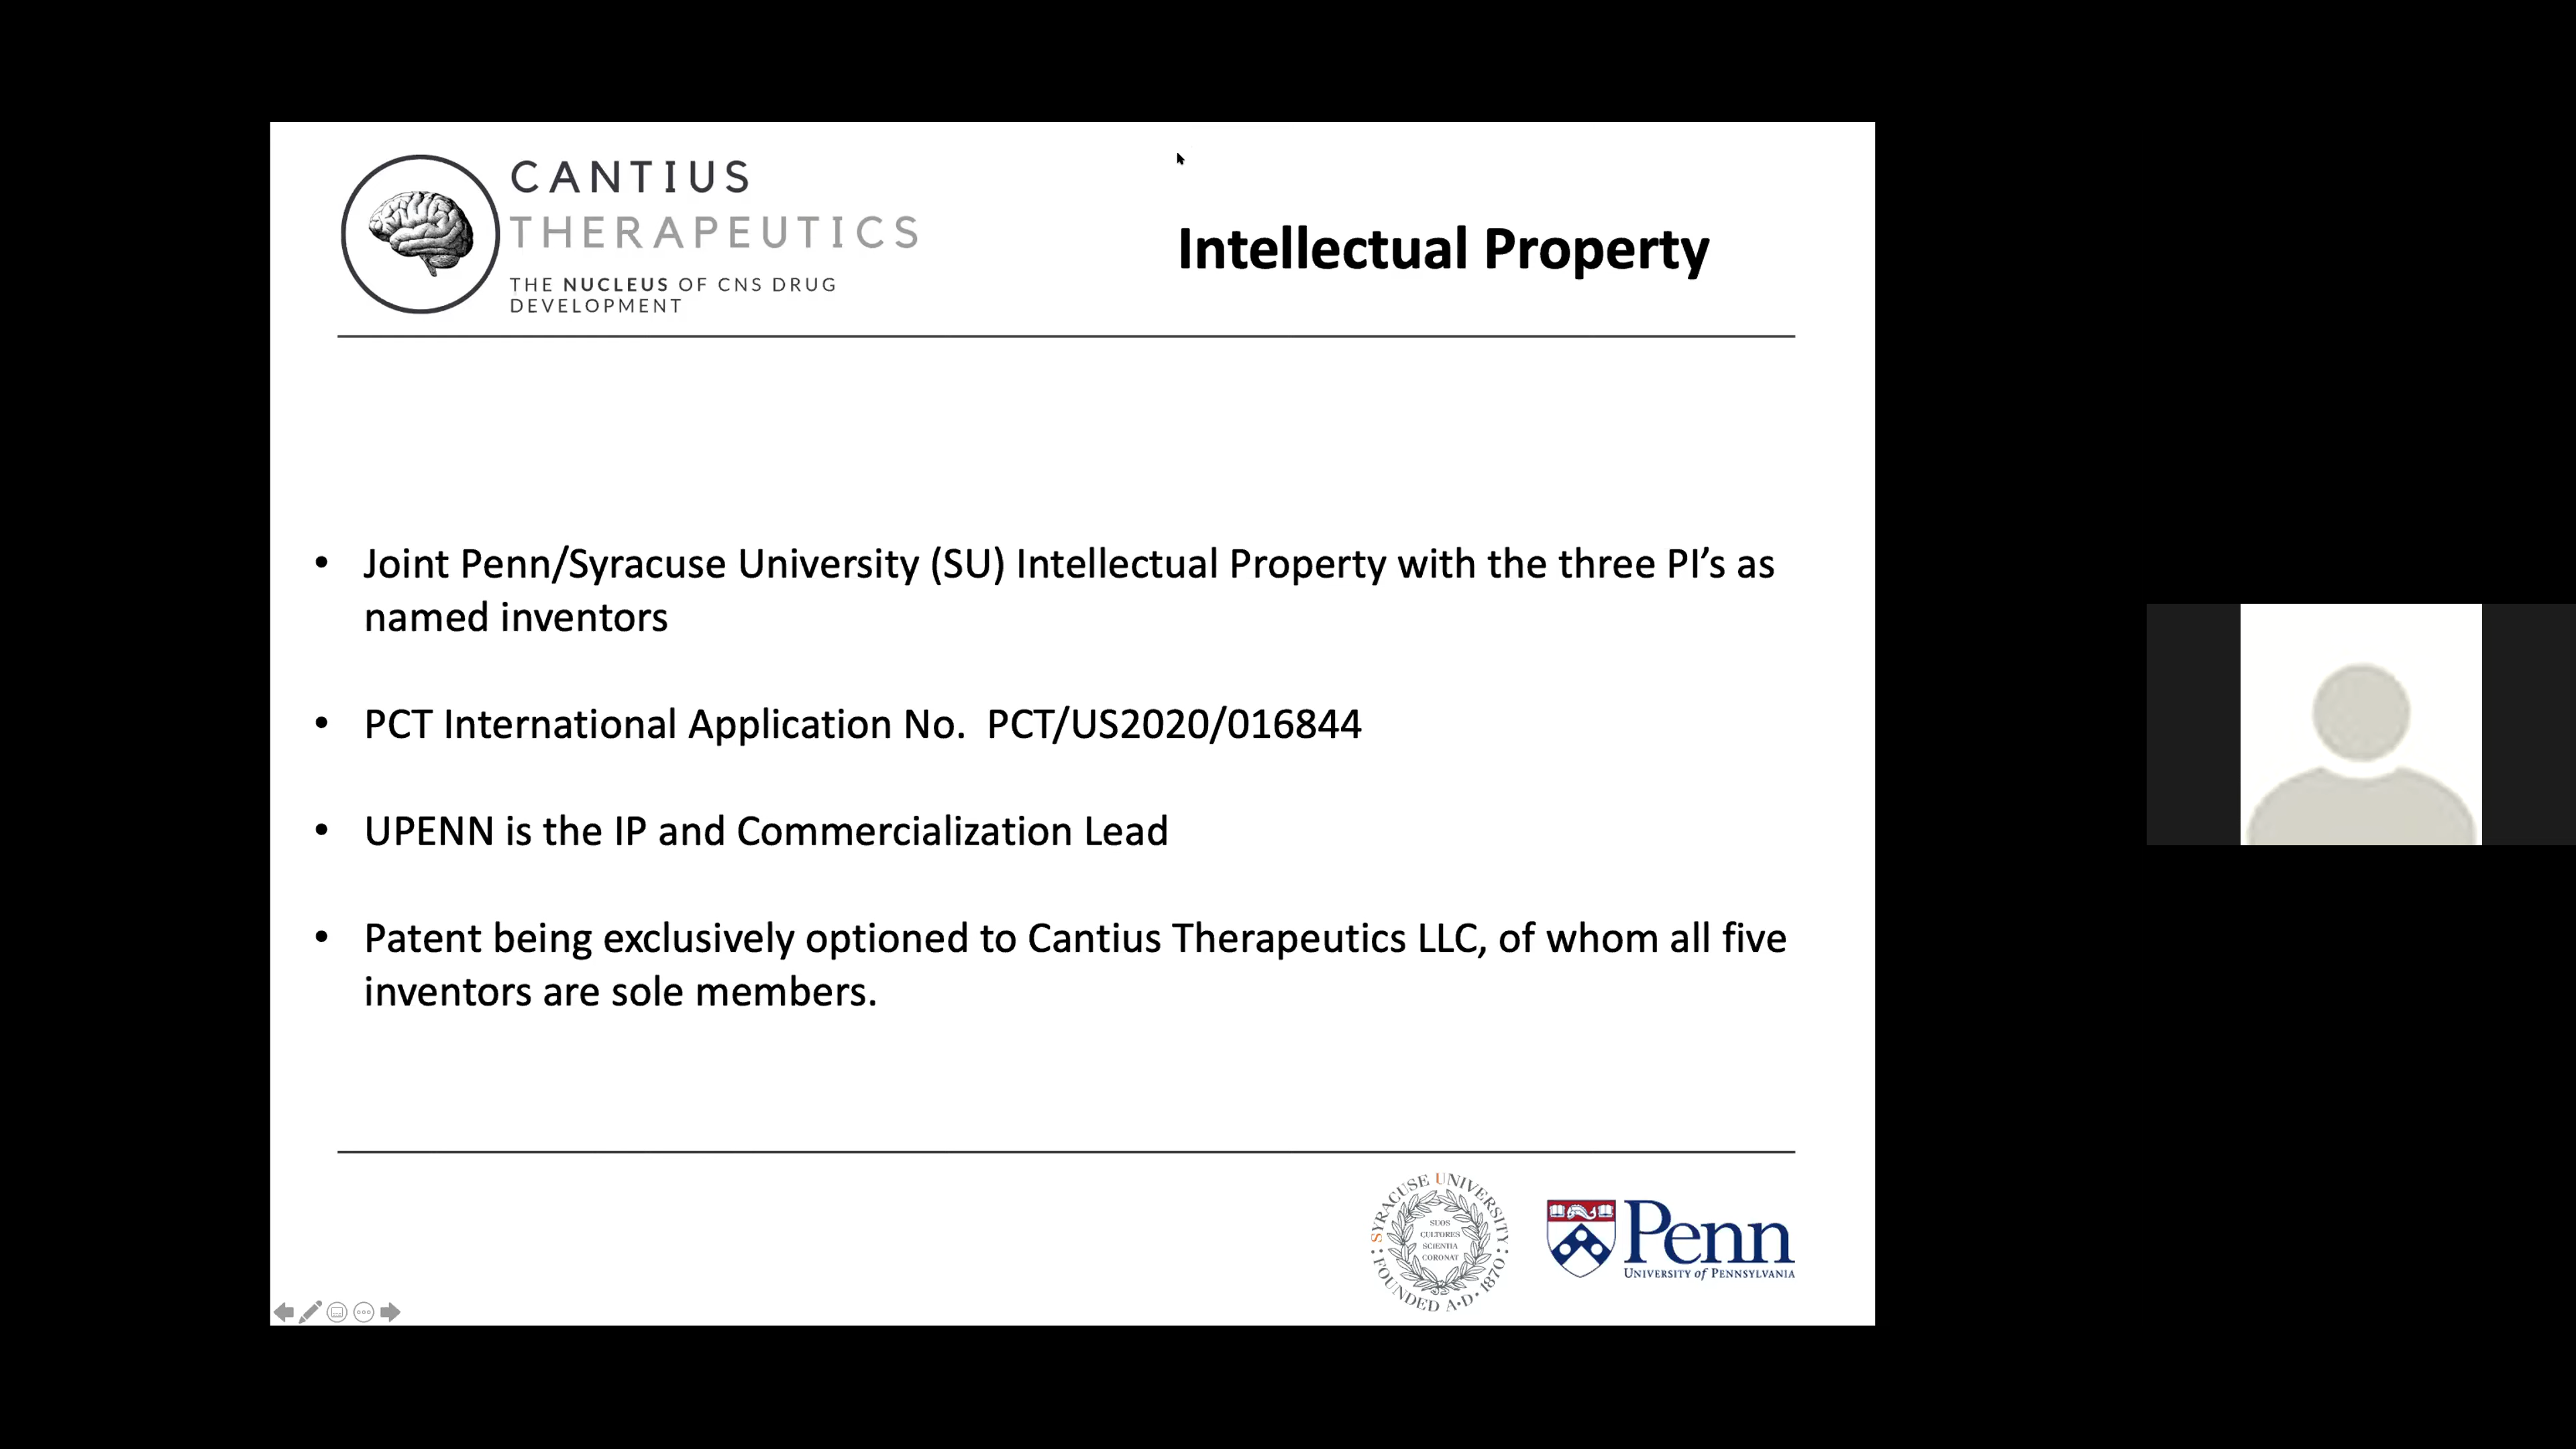 CANTIUS
THERAPEUTICS
THE NUCLEUS OF CNS DRUG
DEVELOPMENT
Intellectual Property
• Joint Penn/Syracuse University (SU) Intellectual Property with the three PI’s as
named inventors
• PCT International Application No.  PCT/US2020/016844
• UPENN is the IP and Commercialization Lead
• Patent being exclusively optioned to Cantius Therapeutics LLC, of whom all five
inventors are sole members.
SYRACUSE UNIVERSITY
FOUNDED A·D·1870
SUOS
CULTORES
SCIENTIA
CORONAT
Penn
UNIVERSITY of PENNSYLVANIA